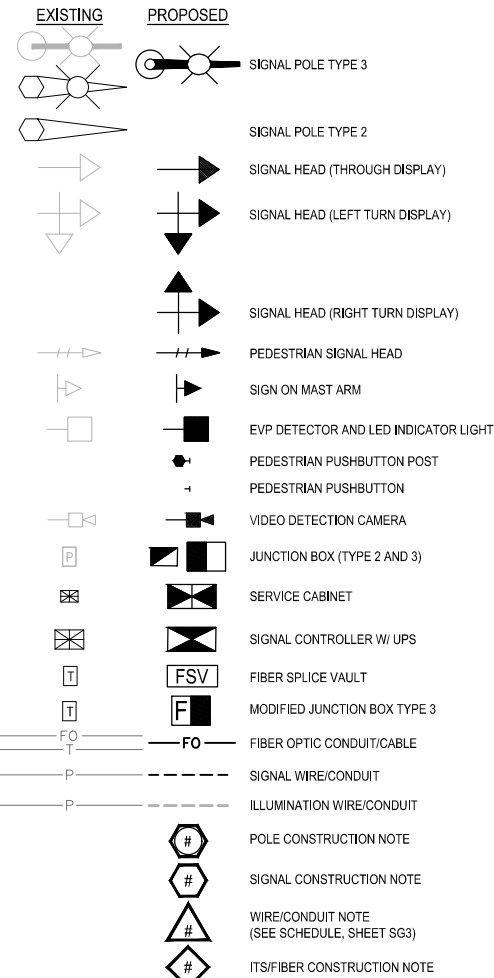 EXISTING PROPOSED
SIGNAL POLE TYPE 3
SIGNAL POLE TYPE 2
SIGNAL HEAD (THROUGH DISPLAY)
SIGNAL HEAD (LEFT TURN DISPLAY)
SIGNAL HEAD (RIGHT TURN DISPLAY)
PEDESTRIAN SIGNAL HEAD
SIGN ON MAST ARM
EVP DETECTOR AND LED INDICATOR LIGHT
PEDESTRIAN PUSHBUTTON POST
PEDESTRIAN PUSHBUTTON
VIDEO DETECTION CAMERA
P JUNCTION BOX (TYPE 2 AND 3)
SERVICE CABINET
SIGNAL CONTROLLER W/ UPS
T FSV FIBER SPLICE VAULT
T F MODIFIED JUNCTION BOX TYPE 3
FO
T FO FIBER OPTIC CONDUIT/CABLE
P SIGNAL WIRE/CONDUIT
P ILLUMINATION WIRE/CONDUIT
# POLE CONSTRUCTION NOTE
# SIGNAL CONSTRUCTION NOTE
# WIRE/CONDUIT NOTE
(SEE SCHEDULE, SHEET SG3)
# ITS/FIBER CONSTRUCTION NOTE